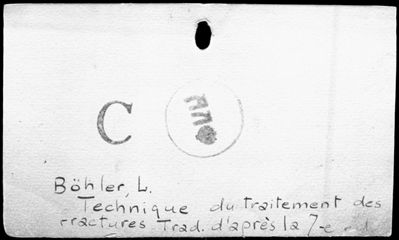 C
Böhler, L.
Technique du traitement des
fractures Trad. d'après la 7-e